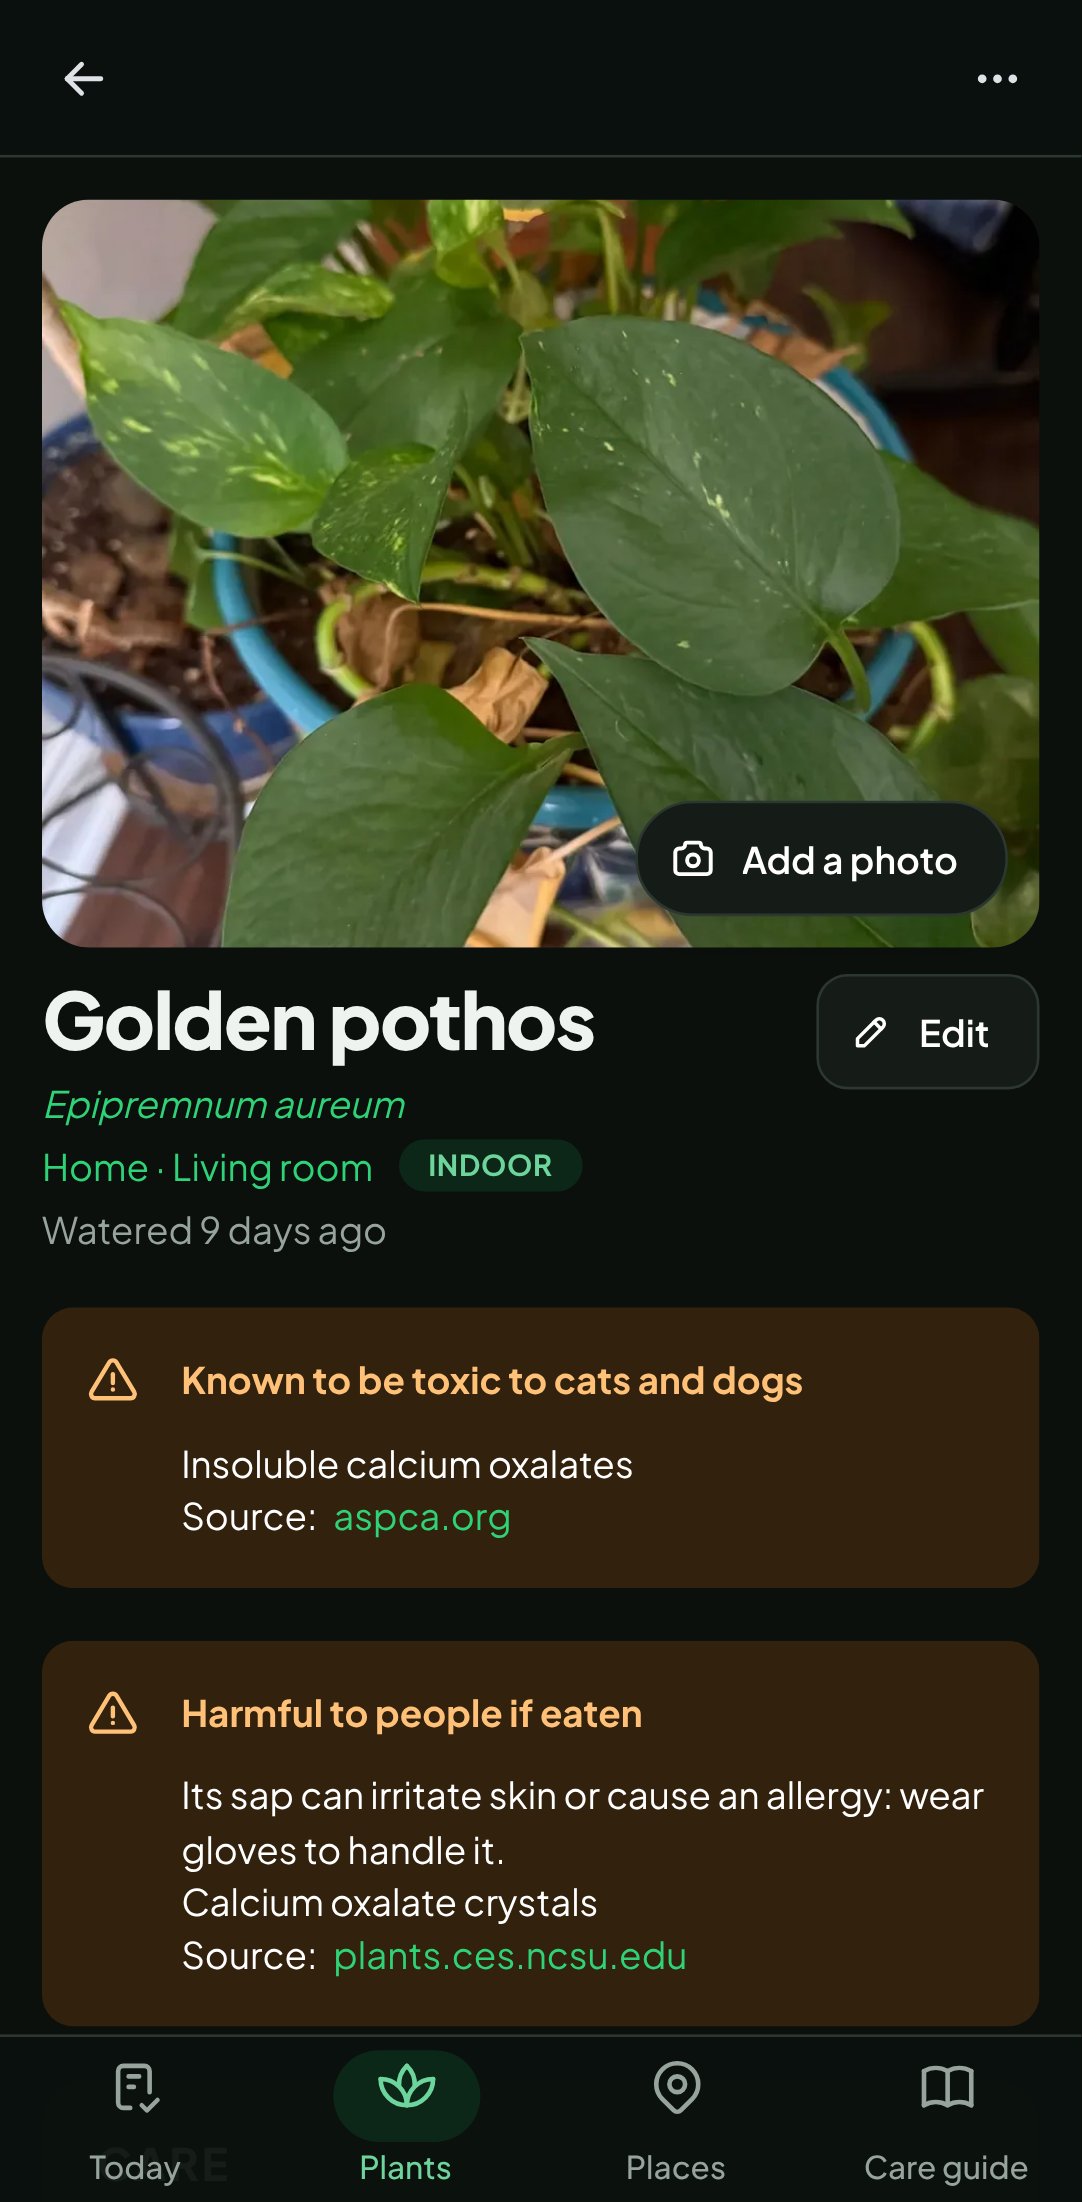 Add a photo
Golden pothos
Edit
Epipremnum aureum
Home · Living room
INDOOR
Watered 9 days ago
Known to be toxic to cats and dogs
Insoluble calcium oxalates
Source: aspca.org
Harmful to people if eaten
Its sap can irritate skin or cause an allergy: wear
gloves to handle it.
Calcium oxalate crystals
Source: plants.ces.ncsu.edu
CARE
Today
Plants
Places
Care guide